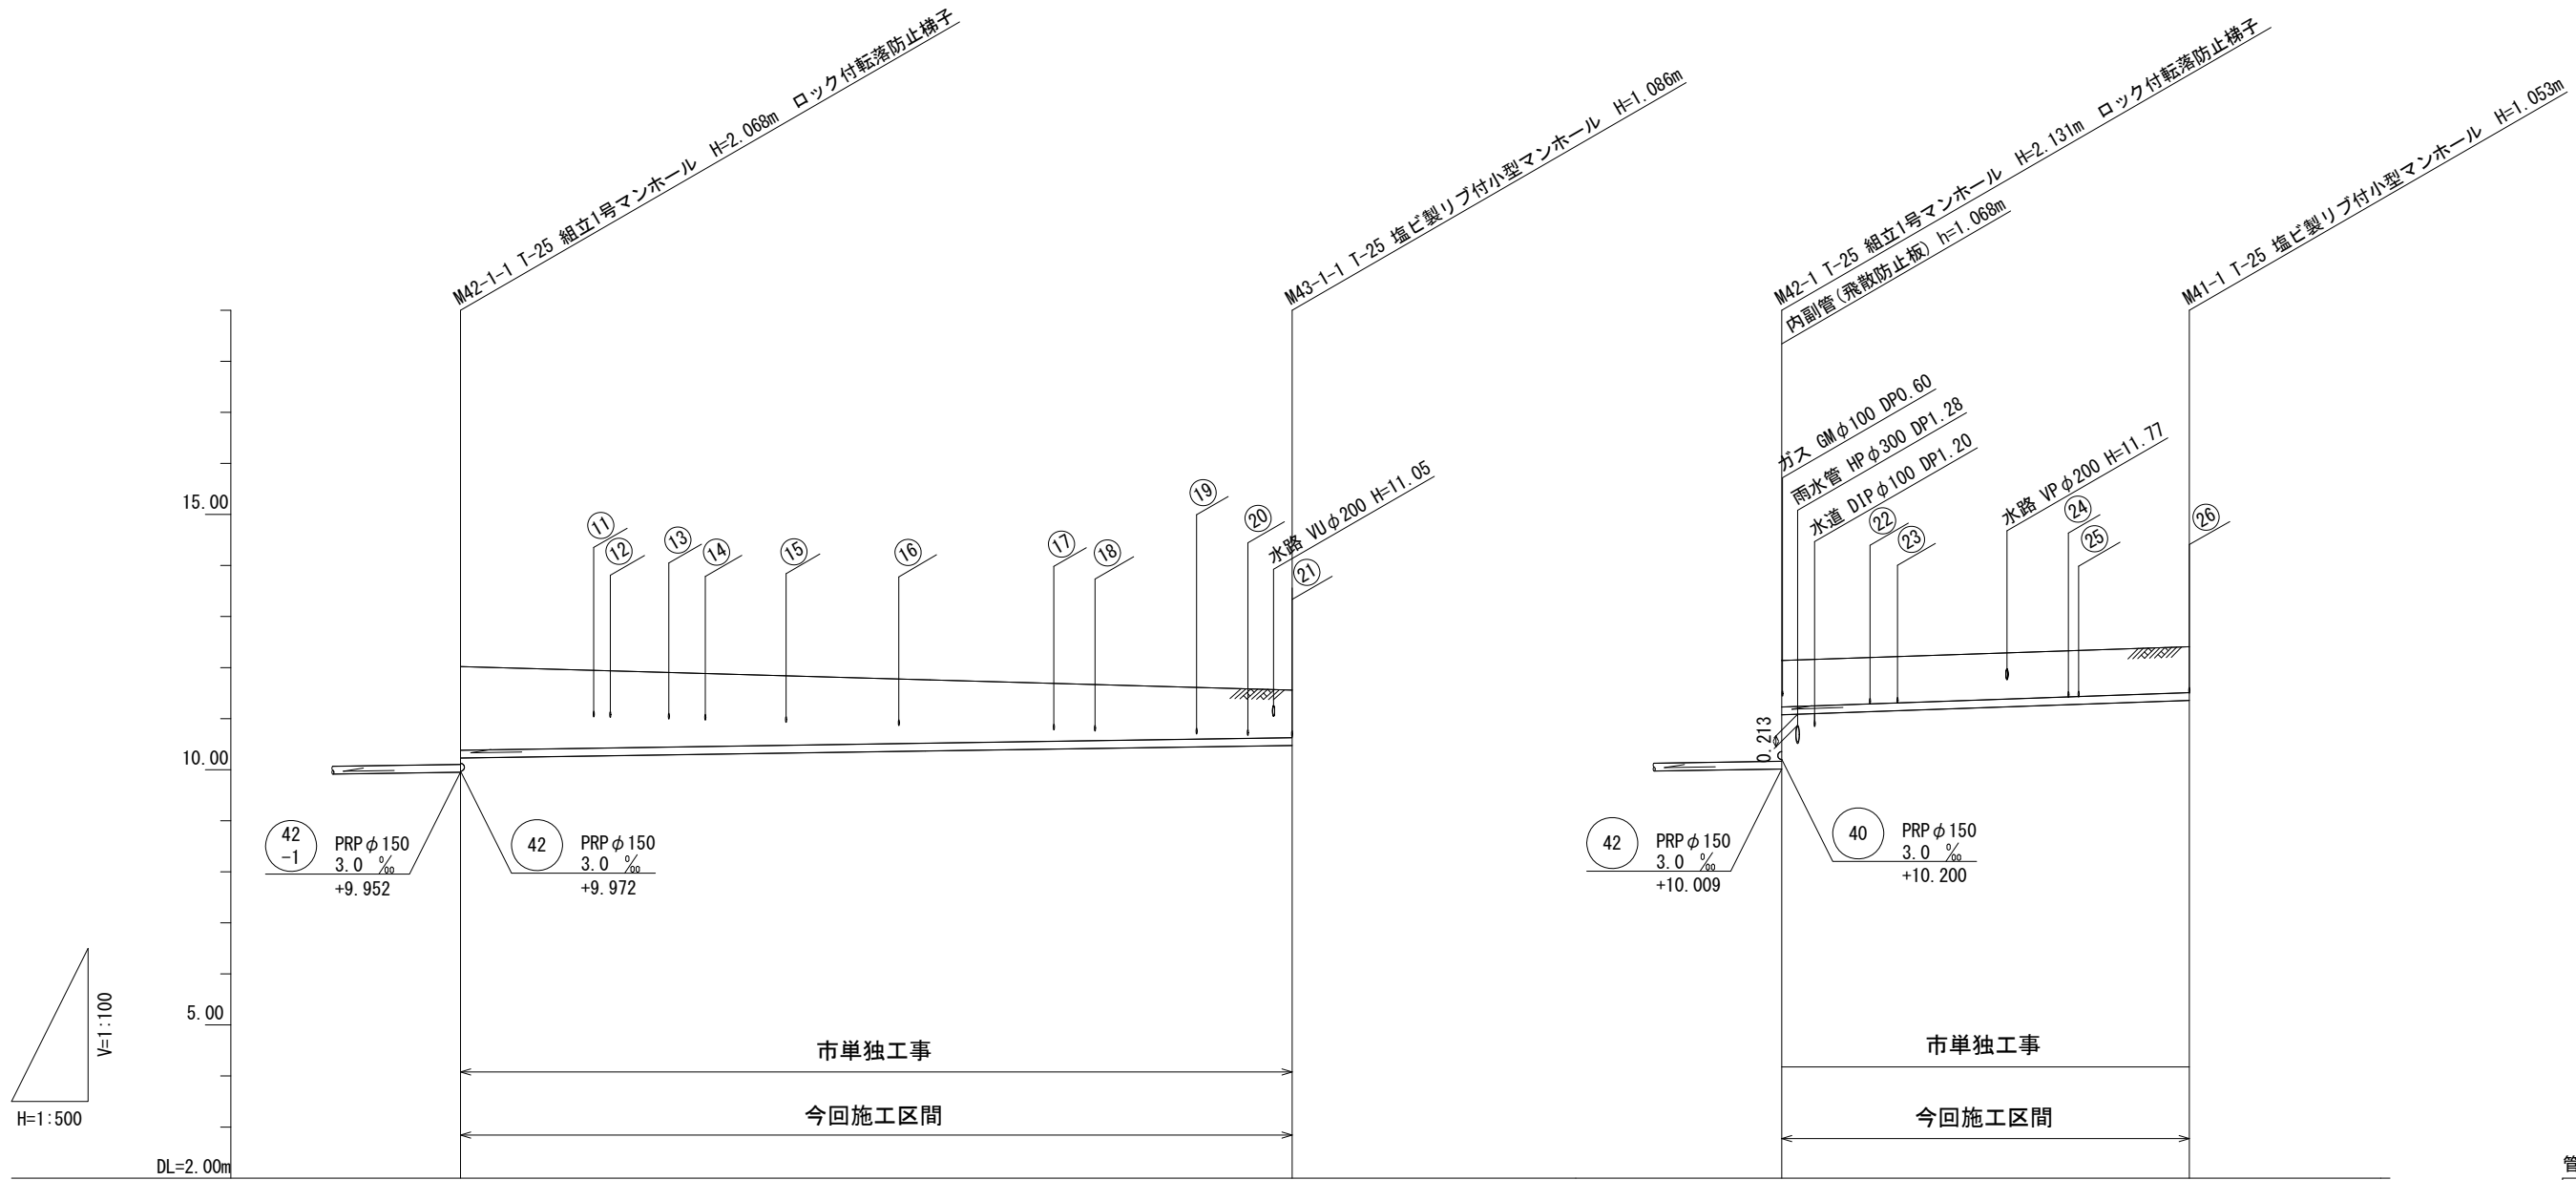 M42-1-1 T-25 組立1号マンホール H=2.068m ロック付転落防止梯子
M43-1-1 T-25 塩ビ製リブ付小型マンホール H=1.086m
M42-1 T-25 組立1号マンホール H=2.131m ロック付転落防止梯子
内副管(飛散防止板) h=1.068m
M41-1 T-25 塩ビ製リブ付小型マンホール H=1.053m
ガス GMφ100 DP0.60
雨水管 HPφ300 DP1.28
水道 DIPφ100 DP1.20
水路 VPφ200 H=11.77
水路 VUφ200 H=11.05
15.00
⑪
⑫
⑬
⑭
⑮
⑯
⑰
⑱
⑲
⑳
㉑
㉒
㉓
㉔
㉕
㉖
10.00
0.213
42
-1
PRPφ150
3.0 ‰
+9.952
42
PRPφ150
3.0 ‰
+9.972
42
PRPφ150
3.0 ‰
+10.009
40
PRPφ150
3.0 ‰
+10.200
5.00
V=1:100
H=1:500
市単独工事
今回施工区間
市単独工事
今回施工区間
DL=2.00m
管